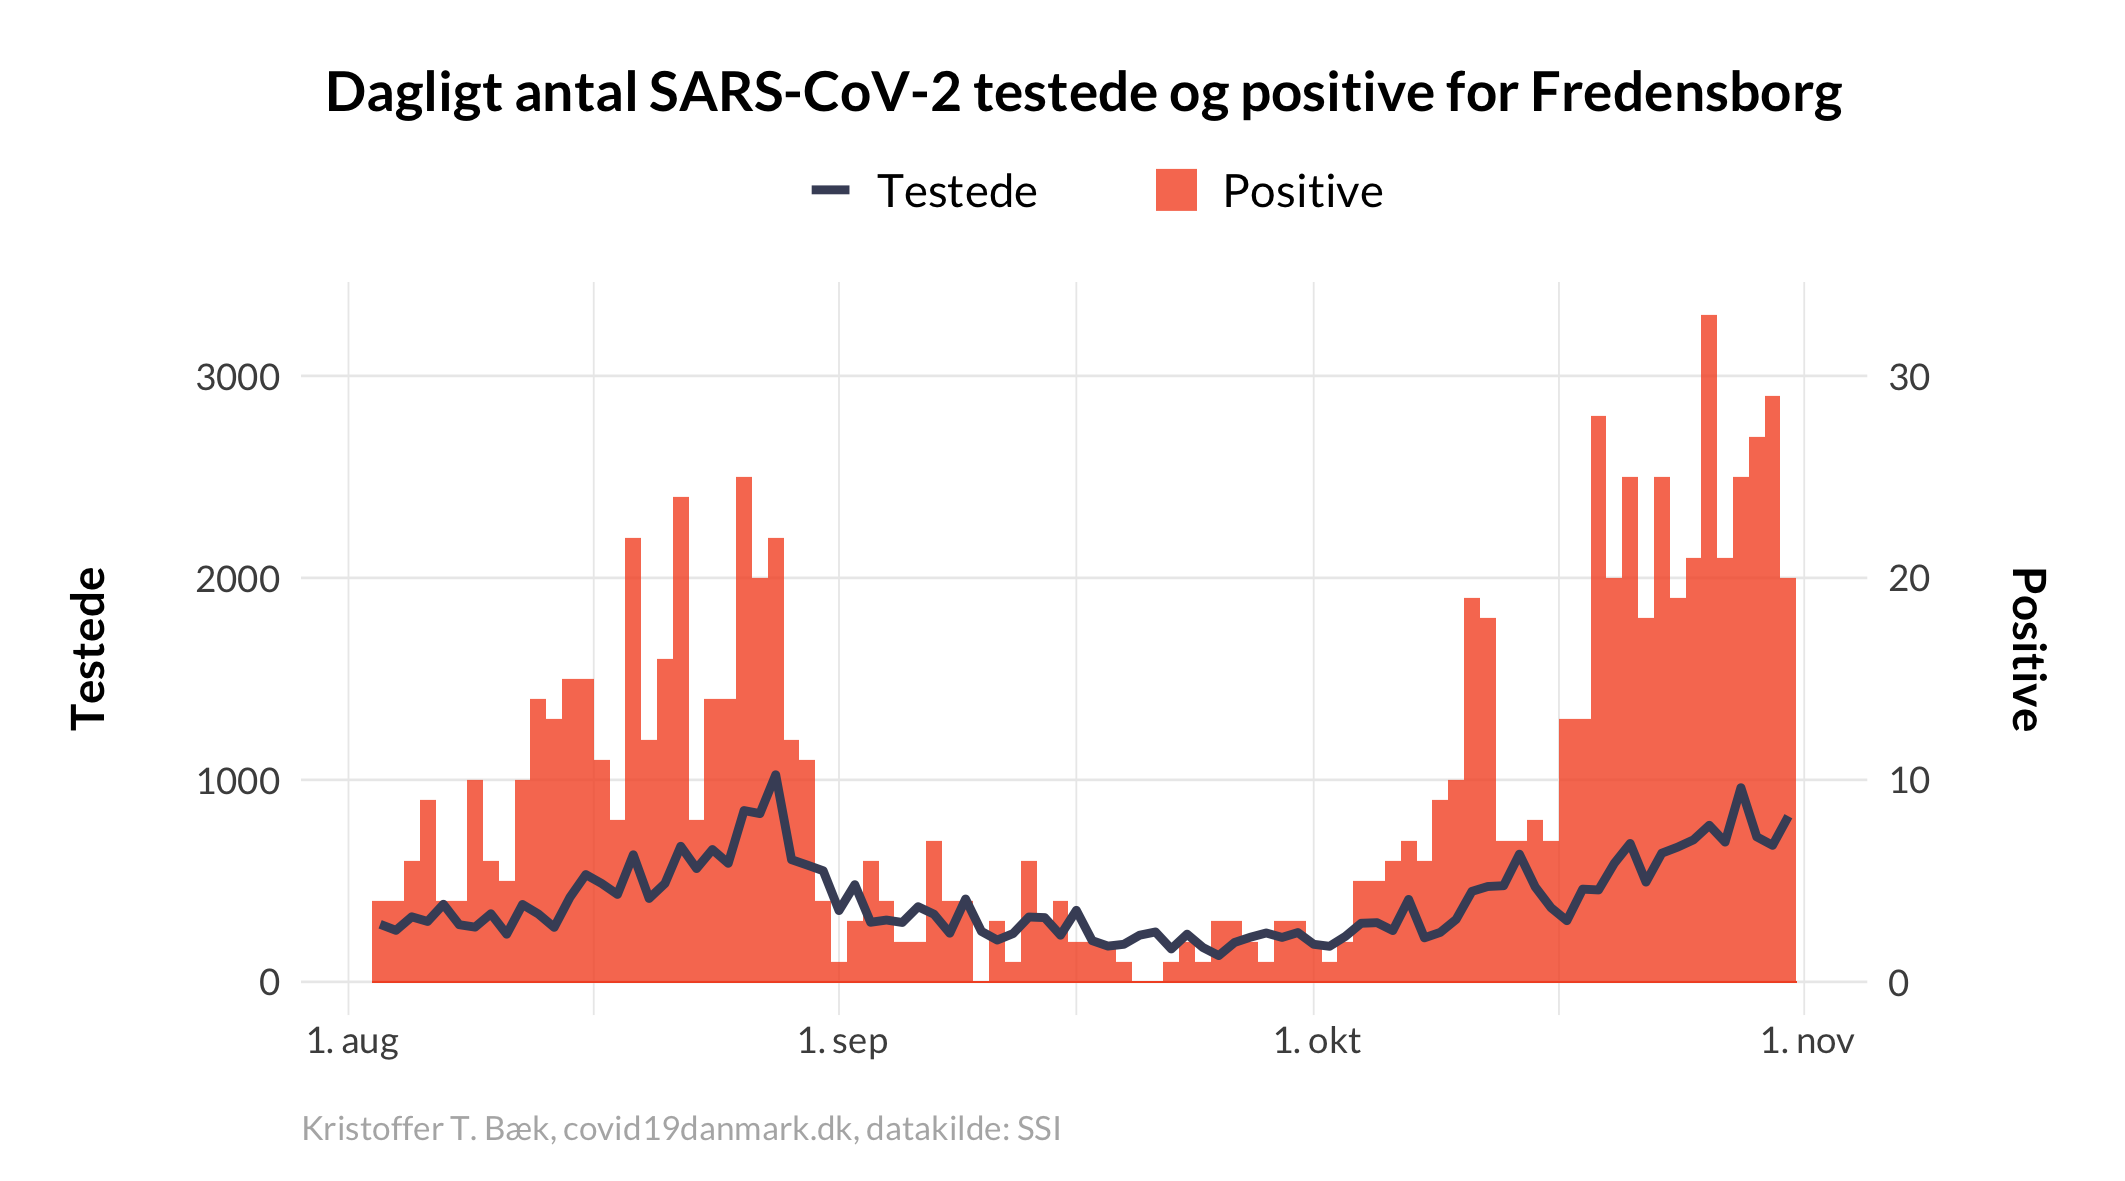 Dagligt antal SARS-CoV-2 testede og positive for Fredensborg
Testede
Positive
3000
2000
1000
0
30
20
10
0
Testede
Positive
1. aug
1. sep
1. okt
1. nov
Kristoffer T. Bæk, covid19danmark.dk, datakilde: SSI